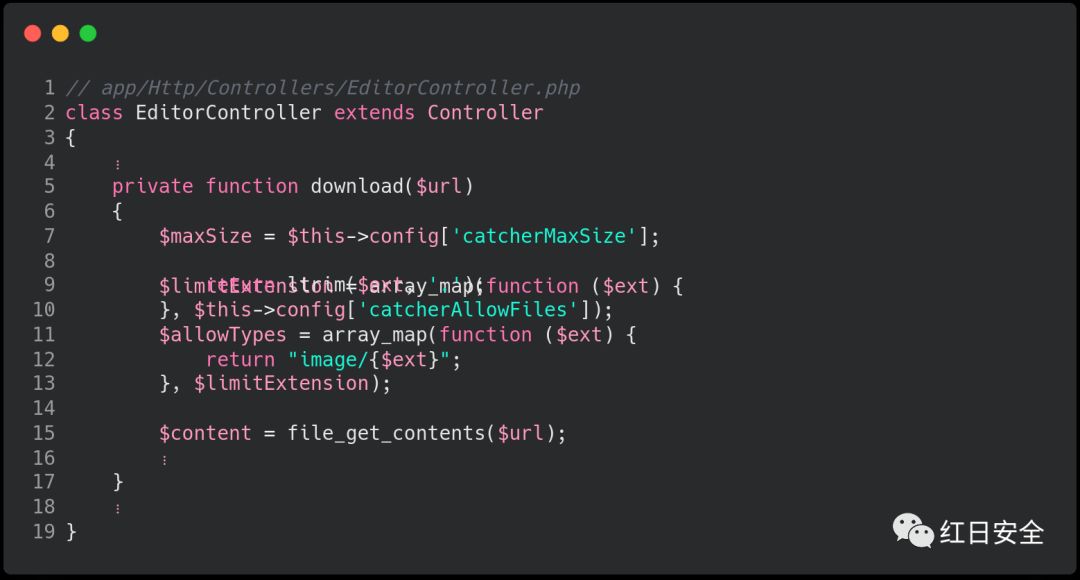 1 // app/Http/Controllers/EditorController.php
2 class EditorController extends Controller
3 {
4 ⋮
5 private function download($url)
6 {
7 $maxSize = $this->config['catcherMaxSize'];
8
9 $limitExtension = array_map(function ($ext) {
return ltrim($ext, '.');
10 }, $this->config['catcherAllowFiles']);
11 $allowTypes = array_map(function ($ext) {
12 return "image/{$ext}";
13 }, $limitExtension);
14
15 $content = file_get_contents($url);
16 ⋮
17 }
18 ⋮
19 }
红日安全